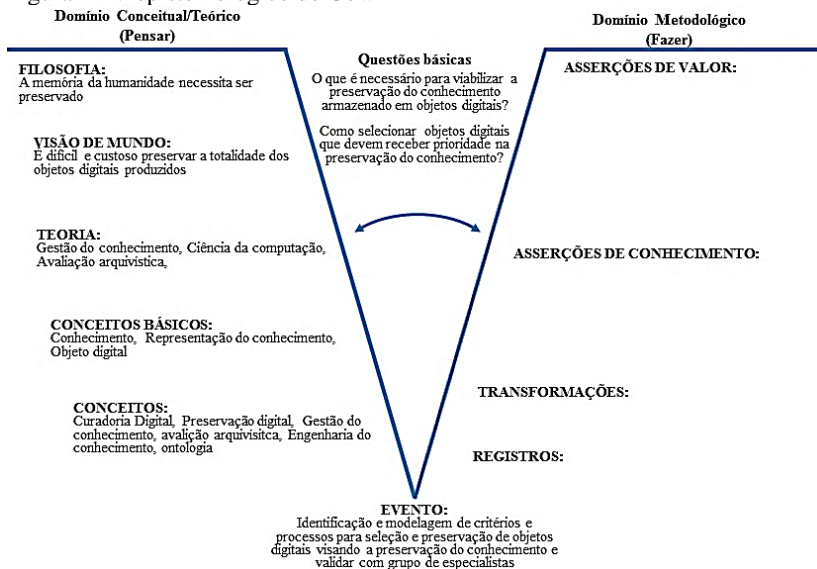 Domínio Conceitual/Teórico
(Pensar)
Domínio Metodológico
(Fazer)
FILOSOFIA:
A memória da humanidade necessita ser
preservado
VISÃO DE MUNDO:
E difícil e custoso preservar a totalidade dos
objetos digitais produzidos
TEORIA:
Gestão do conhecimento, Ciência da computação,
Avaliação arquivística,
CONCEITOS BÁSICOS:
Conhecimento, Representação do conhecimento,
Objeto digital
CONCEITOS:
Curadoria Digital, Preservação digital, Gestão do
conhecimento, avalição arquivisitca, Engenharia do
conhecimento, ontologia
Questões básicas
O que é necessário para viabilizar a
preservação do conhecimento
armazenado em objetos digitais?
Como selecionar objetos digitais
que devem receber prioridade na
preservação do conhecimento?
ASSERÇÕES DE VALOR:
ASSERÇÕES DE CONHECIMENTO:
TRANSFORMAÇÕES:
REGISTROS:
EVENTO:
Identificação e modelagem de critérios e
processos para seleção e preservação de objetos
digitais visando a preservação do conhecimento e
validar com grupo de especialistas